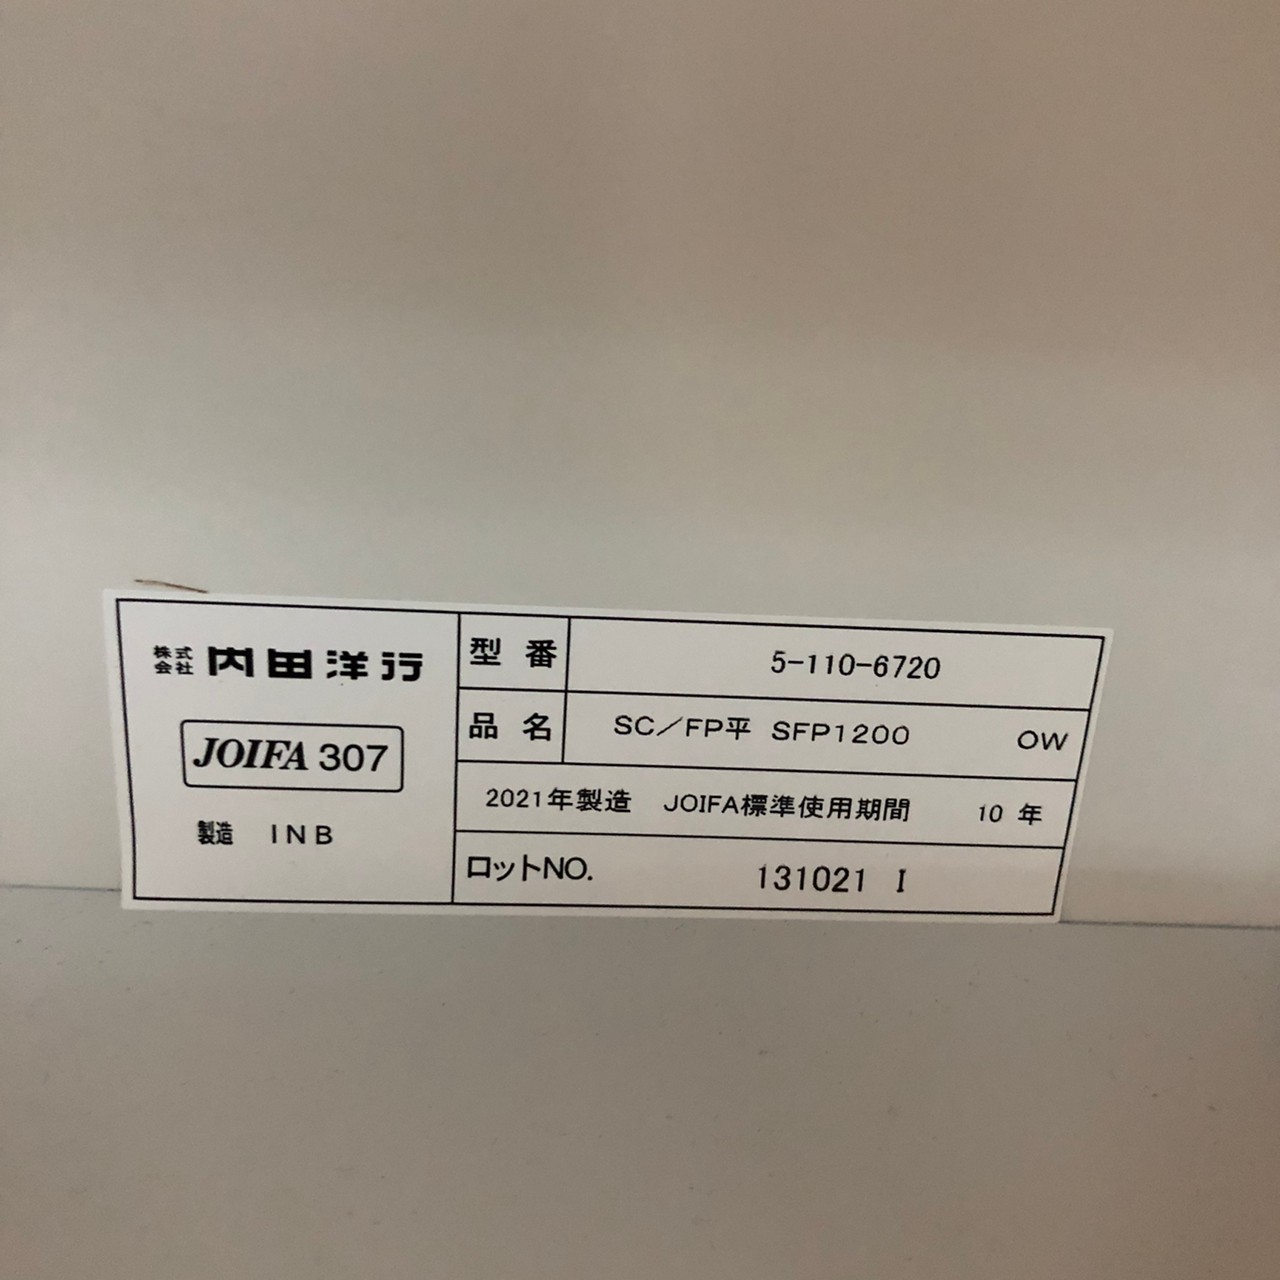 株式会社 内田洋行
JOIFA 307
製造 INB
型番 5-110-6720
品名 SC／FP平 SFP1200 OW
2021年製造 JOIFA標準使用期間 10年
ロットNO. 131021 I